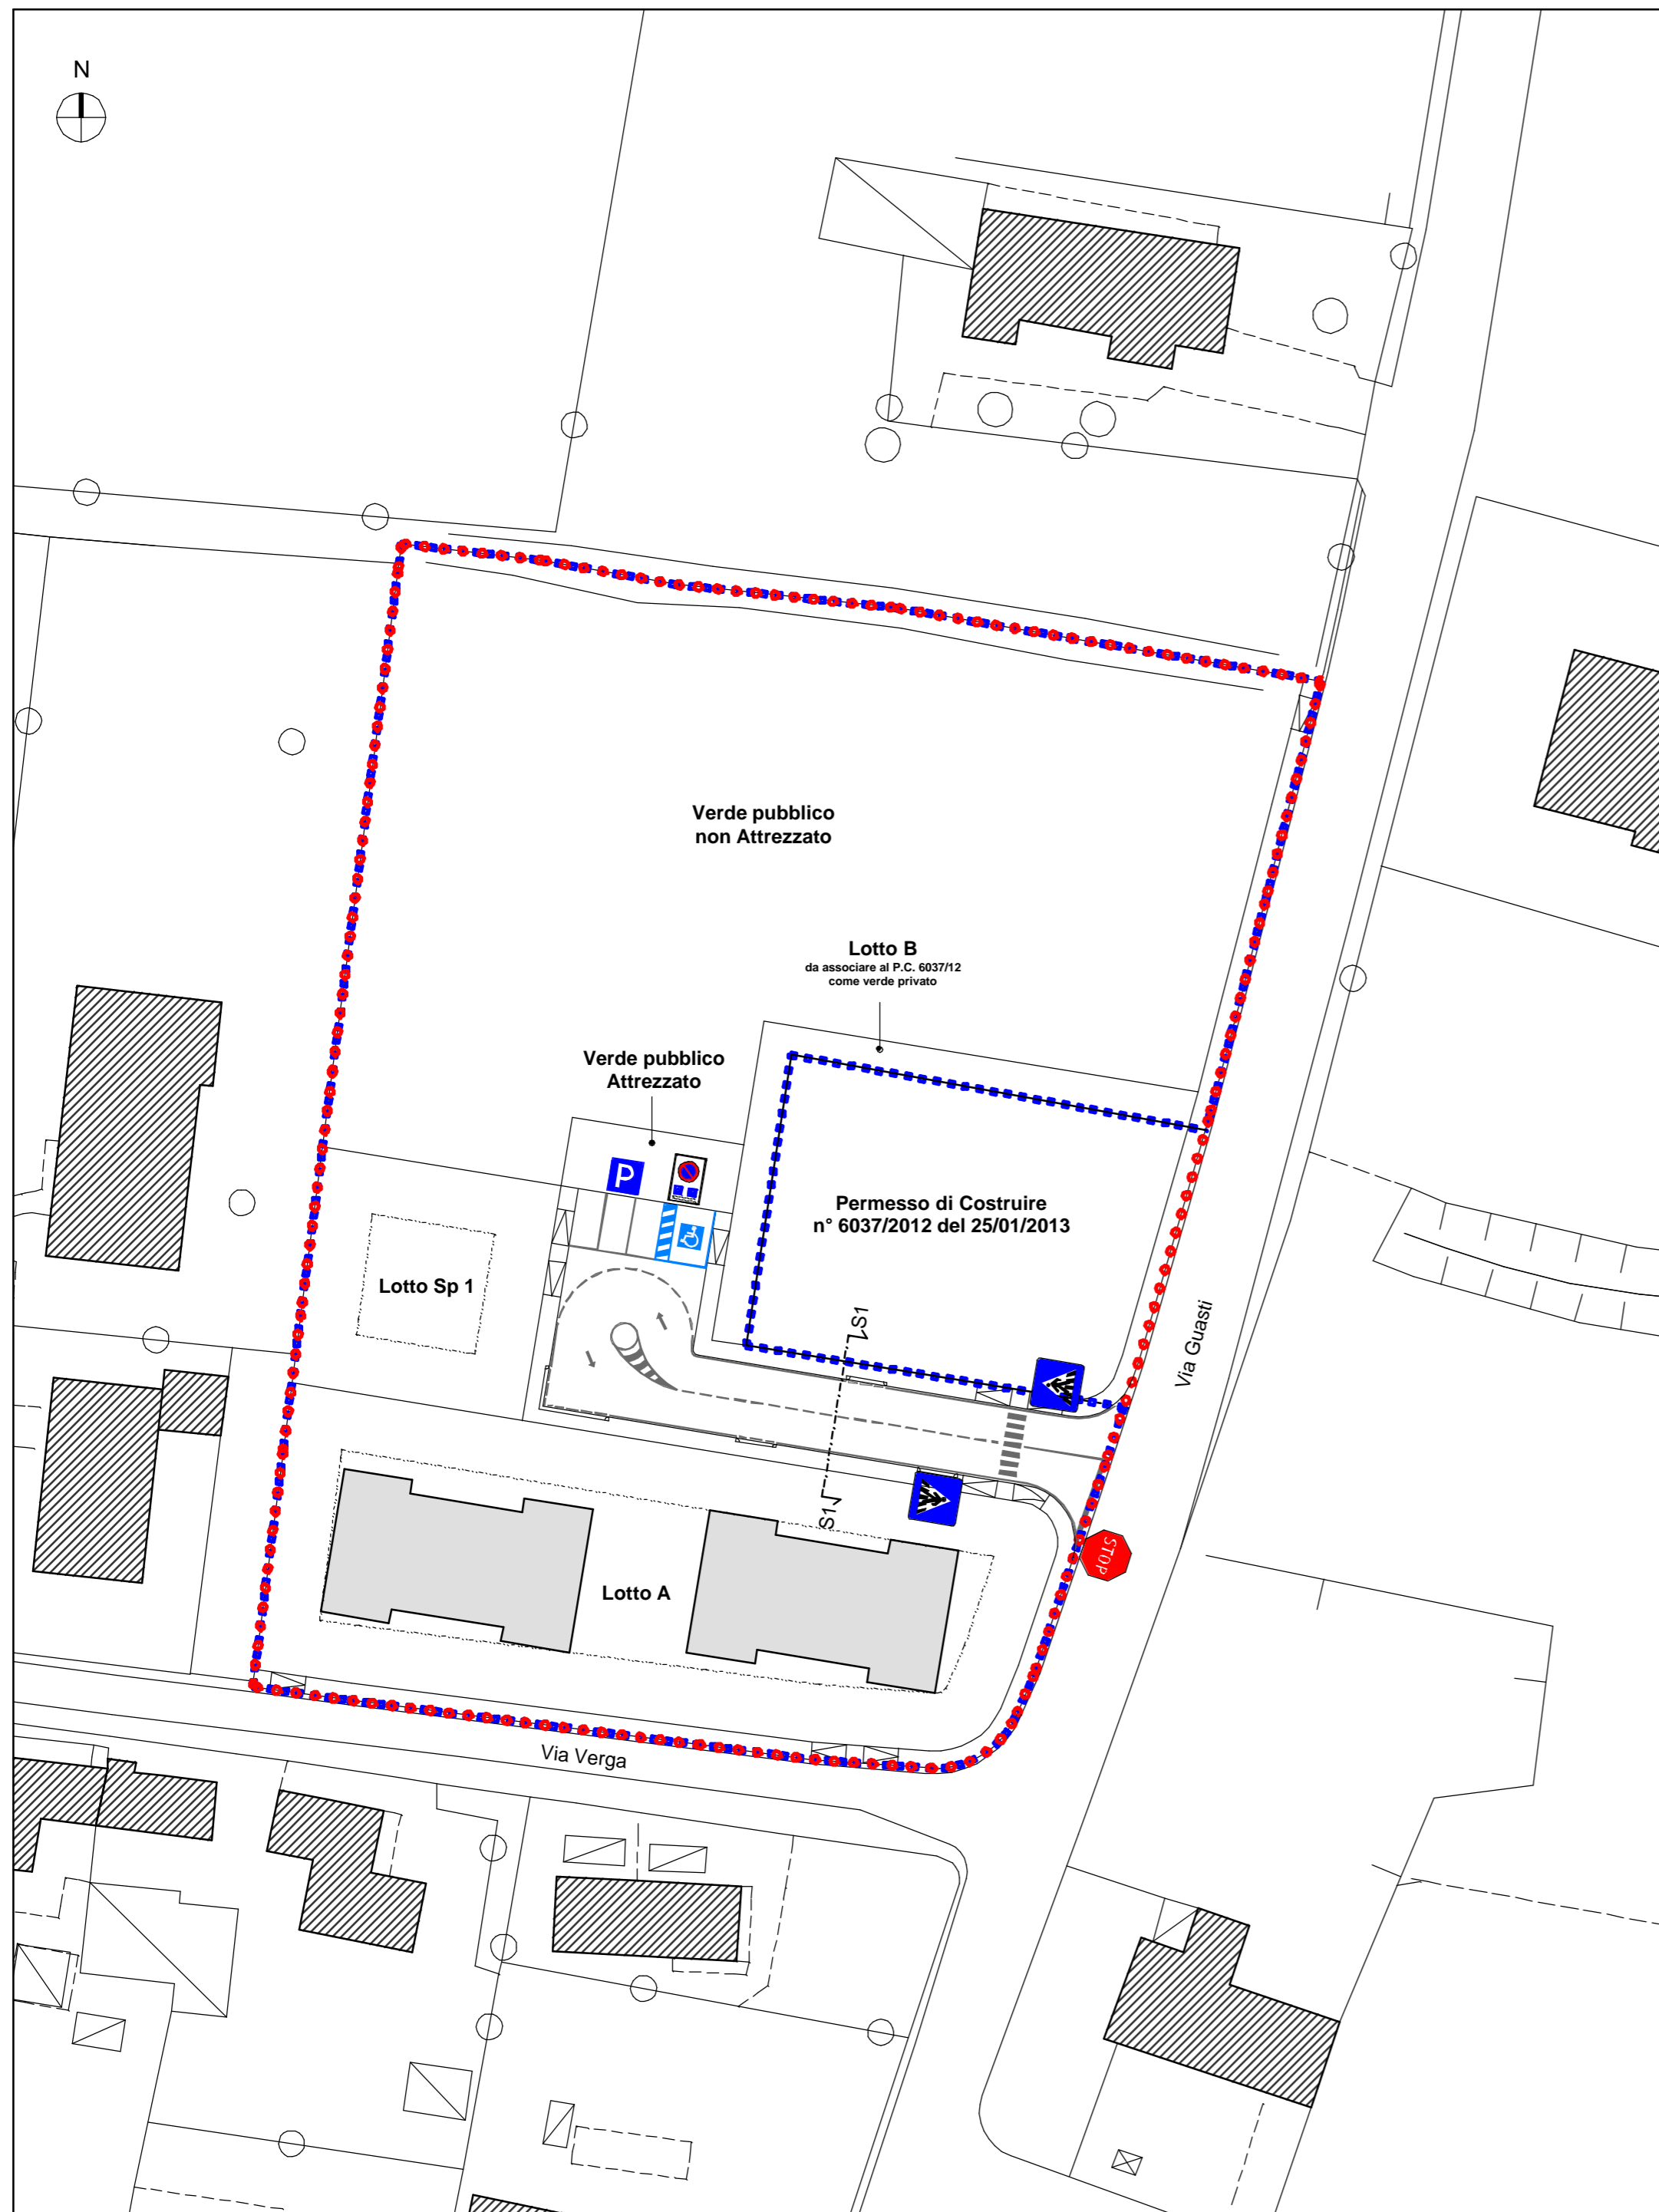 N
Verde pubblico
non Attrezzato
Lotto B
da associare al P.C. 6037/12
come verde privato
Verde pubblico
Attrezzato
P
Permesso di Costruire
n° 6037/2012 del 25/01/2013
Lotto Sp 1
S1
Via Guasti
S1
STOP
Lotto A
Via Verga